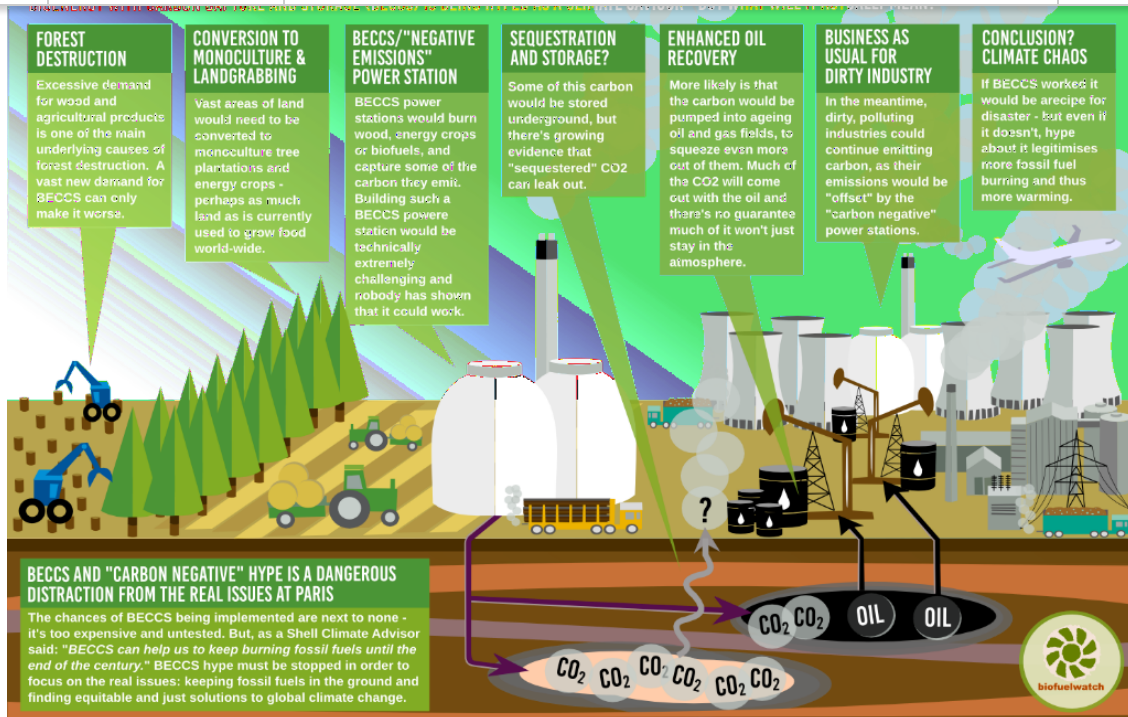 FOREST
DESTRUCTION
Excessive demand
for wood and
agricultural products
is one of the main
underlying causes of
forest destruction. A
vast new demand for
BECCS can only
make it worse.
CONVERSION TO
MONOCULTURE &
LANDGRABBING
Vast areas of land
would need to be
converted to
monoculture tree
plantations and
energy crops -
perhaps as much
land as is currently
used to grow food
world-wide.
BECCS/"NEGATIVE
EMISSIONS"
POWER STATION
BECCS power
stations would burn
wood, energy crops
or biofuels, and
capture some of the
carbon they emit.
Building such a
BECCS powere
station would be
technically
extremely
challenging and
nobody has shown
that it could work.
SEQUESTRATION
AND STORAGE?
Some of this carbon
would be stored
underground, but
there's growing
evidence that
"sequestered" CO2
can leak out.
ENHANCED OIL
RECOVERY
More likely is that
the carbon would be
pumped into ageing
oil and gas fields, to
squeeze even more
out of them. Much of
the CO2 will come
out with the oil and
there's no guarantee
much of it won't just
stay in the
atmosphere.
BUSINESS AS
USUAL FOR
DIRTY INDUSTRY
In the meantime,
dirty, polluting
industries could
continue emitting
carbon, as their
emissions would be
"offset" by the
"carbon negative"
power stations.
CONCLUSION?
CLIMATE CHAOS
If BECCS worked it
would be arecipe for
disaster - but even if
it doesn't, hype
about it legitimises
more fossil fuel
burning and thus
more warming.
?
BECCS AND "CARBON NEGATIVE" HYPE IS A DANGEROUS
DISTRACTION FROM THE REAL ISSUES AT PARIS
The chances of BECCS being implemented are next to none -
it's too expensive and untested. But, as a Shell Climate Advisor
said: "BECCS can help us to keep burning fossil fuels until the
end of the century." BECCS hype must be stopped in order to
focus on the real issues: keeping fossil fuels in the ground and
finding equitable and just solutions to global climate change.
CO2 CO2 OIL OIL
CO2 CO2 CO2 CO2 CO2 CO2
biofuelwatch